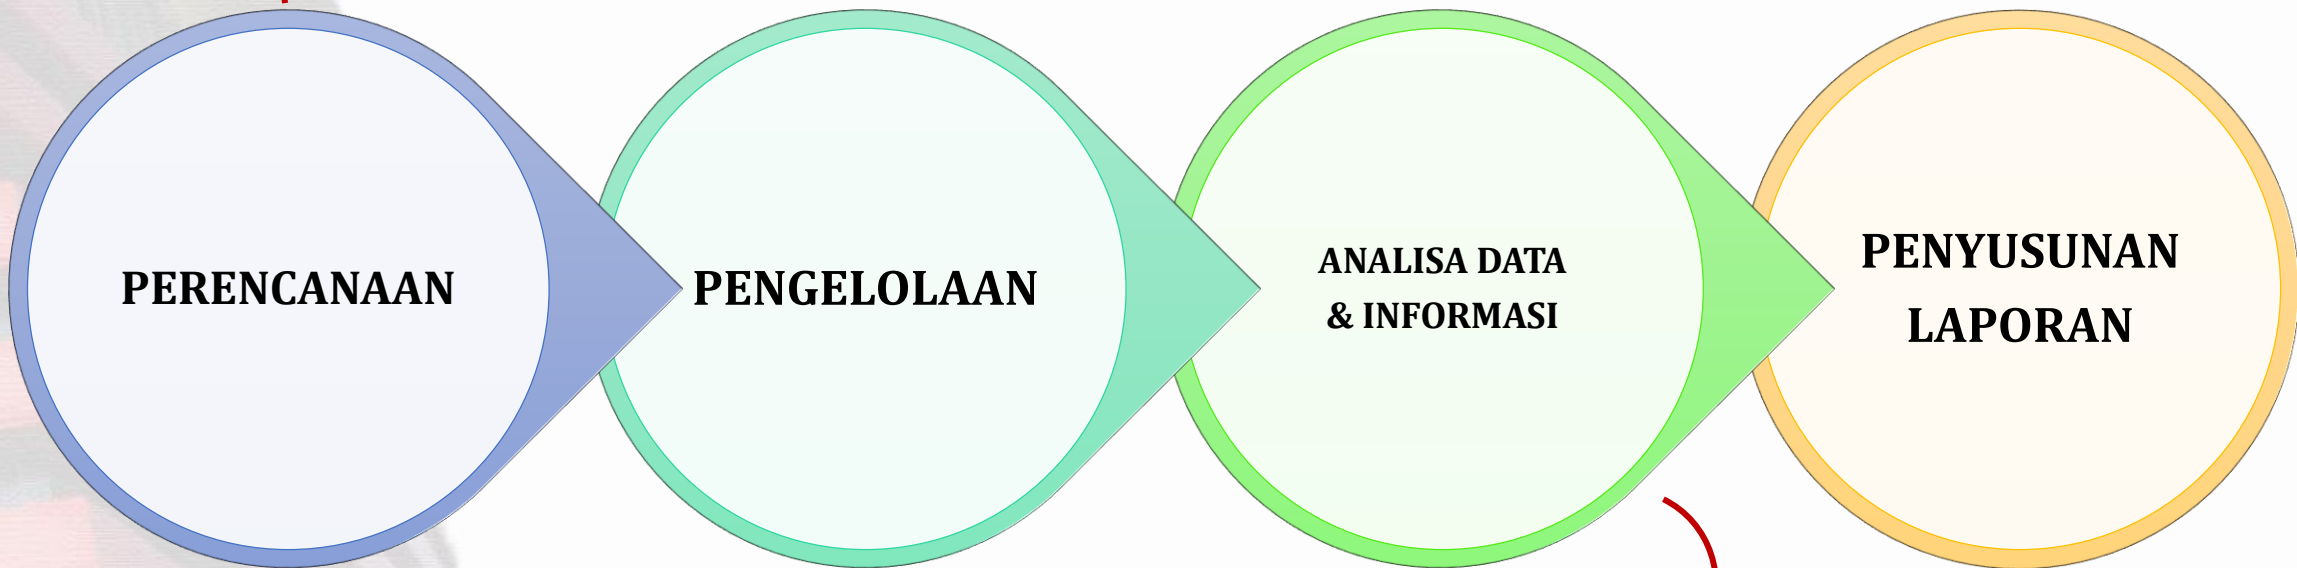 PERENCANAAN
PENGELOLAAN
ANALISA DATA
& INFORMASI
PENYUSUNAN
LAPORAN